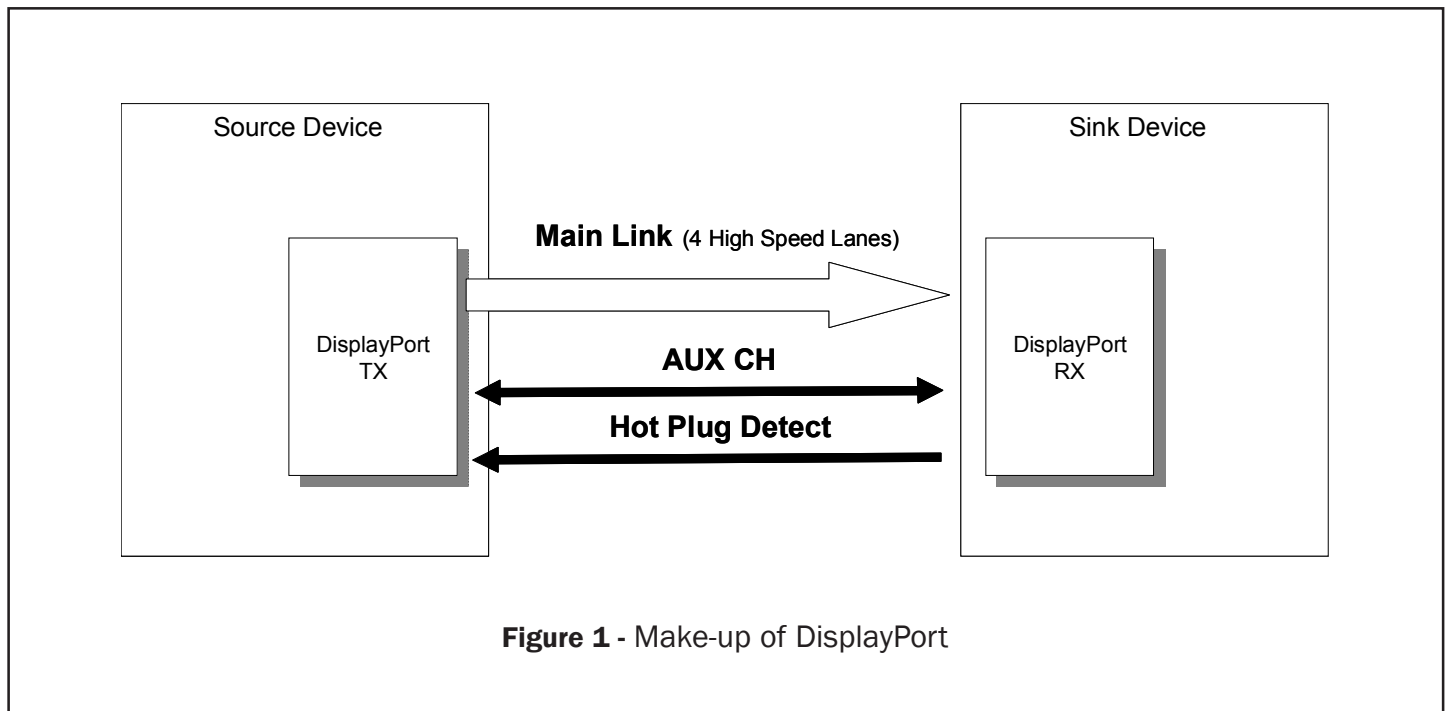 Source Device
Sink Device
Main Link (4 High Speed Lanes)
DisplayPort
TX
AUX CH
DisplayPort
RX
Hot Plug Detect
Figure 1 - Make-up of DisplayPort